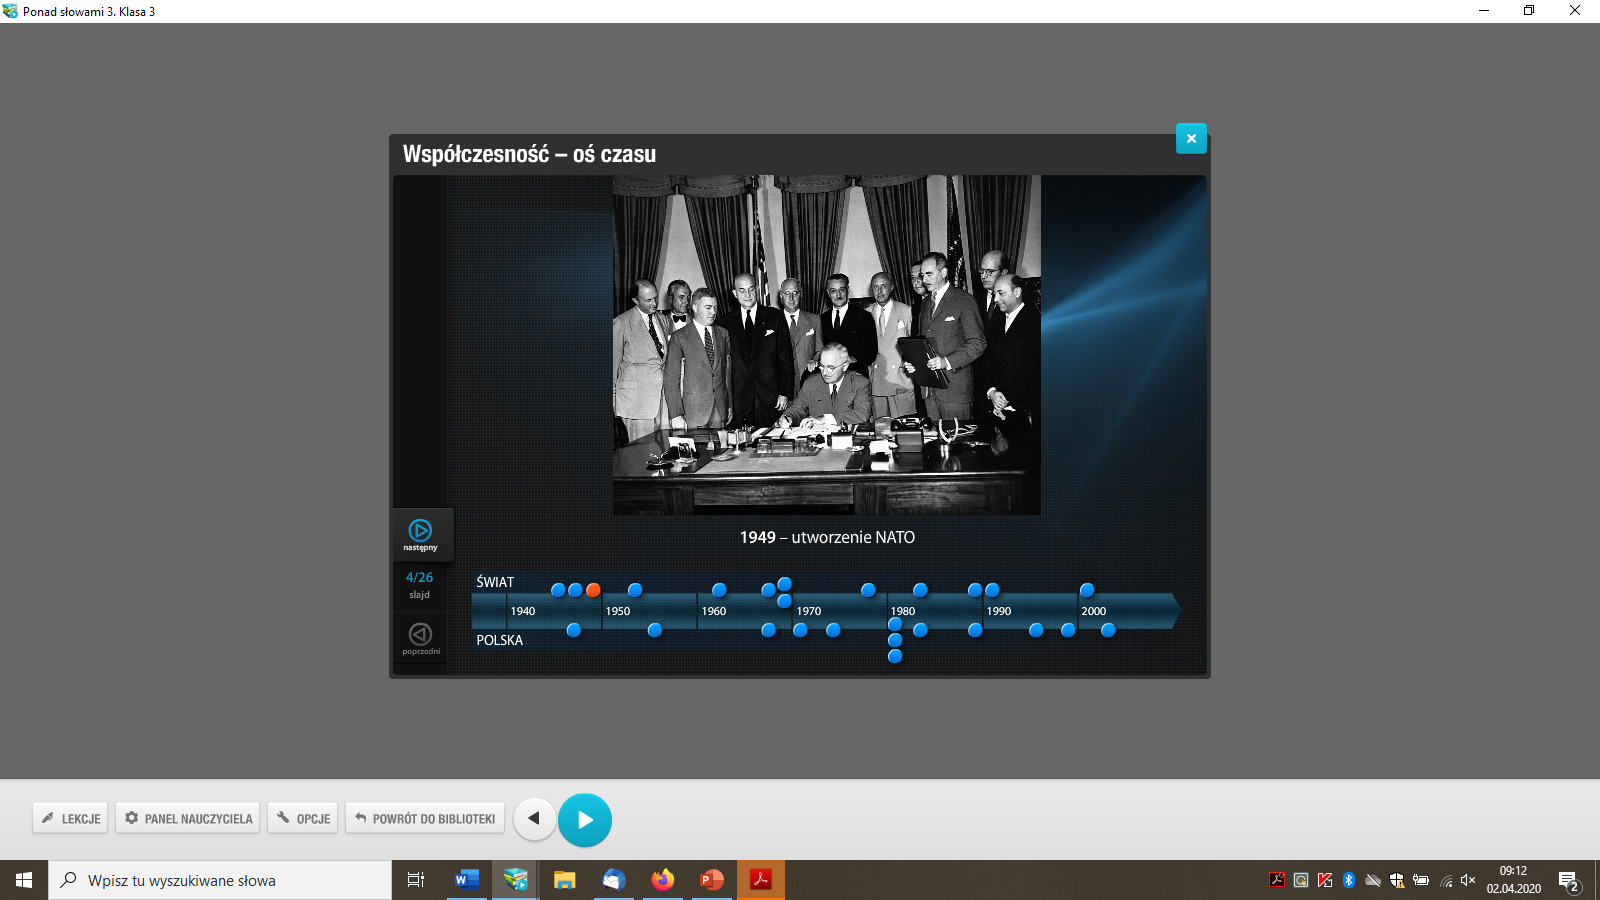 Ponad słowami 3. Klasa 3
Współczesność – oś czasu
następny
4/26
slajd
poprzedni
1949 – utworzenie NATO
ŚWIAT
1940 1950 1960 1970 1980 1990 2000
POLSKA
LEKCJE PANEL NAUCZYCIELA OPCJE POWRÓT DO BIBLIOTEKI
Wpisz tu wyszukiwane słowa
09:12
02.04.2020
2